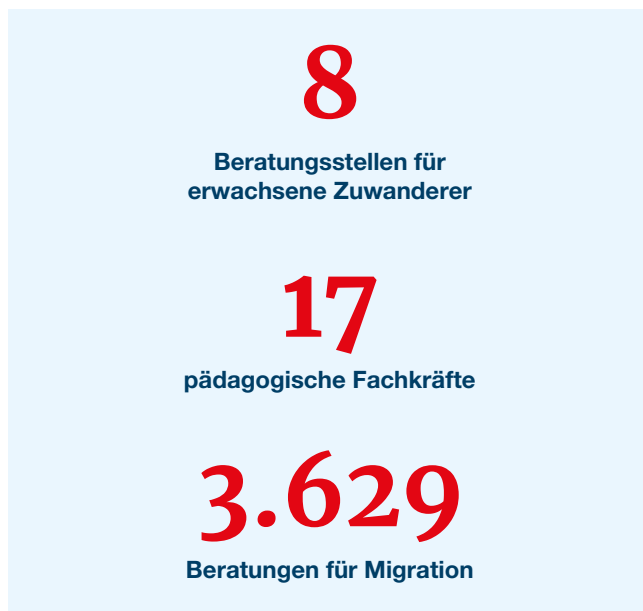 8
Beratungsstellen für
erwachsene Zuwanderer
17
pädagogische Fachkräfte
3.629
Beratungen für Migration